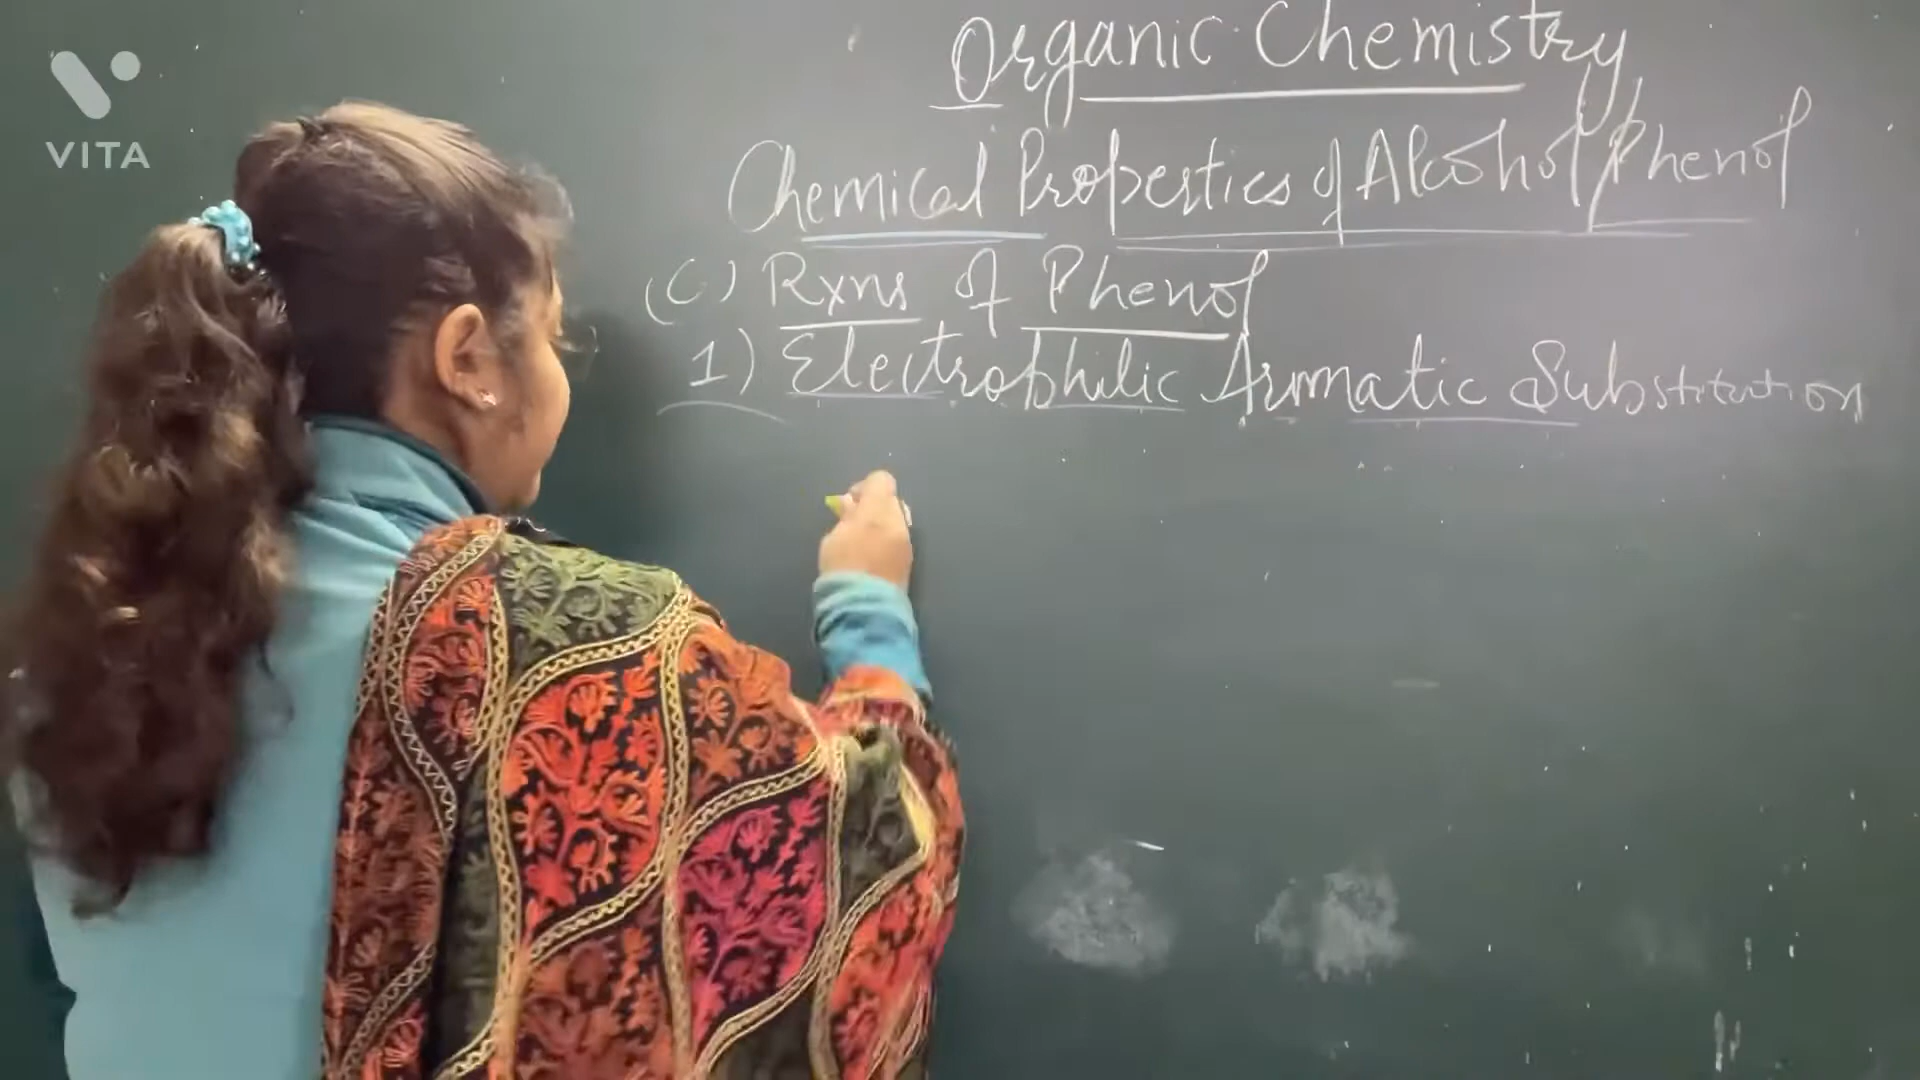 VITA
Organic Chemistry
Chemical Properties of Alcohol/Phenol
(C) Rxns of Phenol
1) Electrophilic Aromatic Substitution